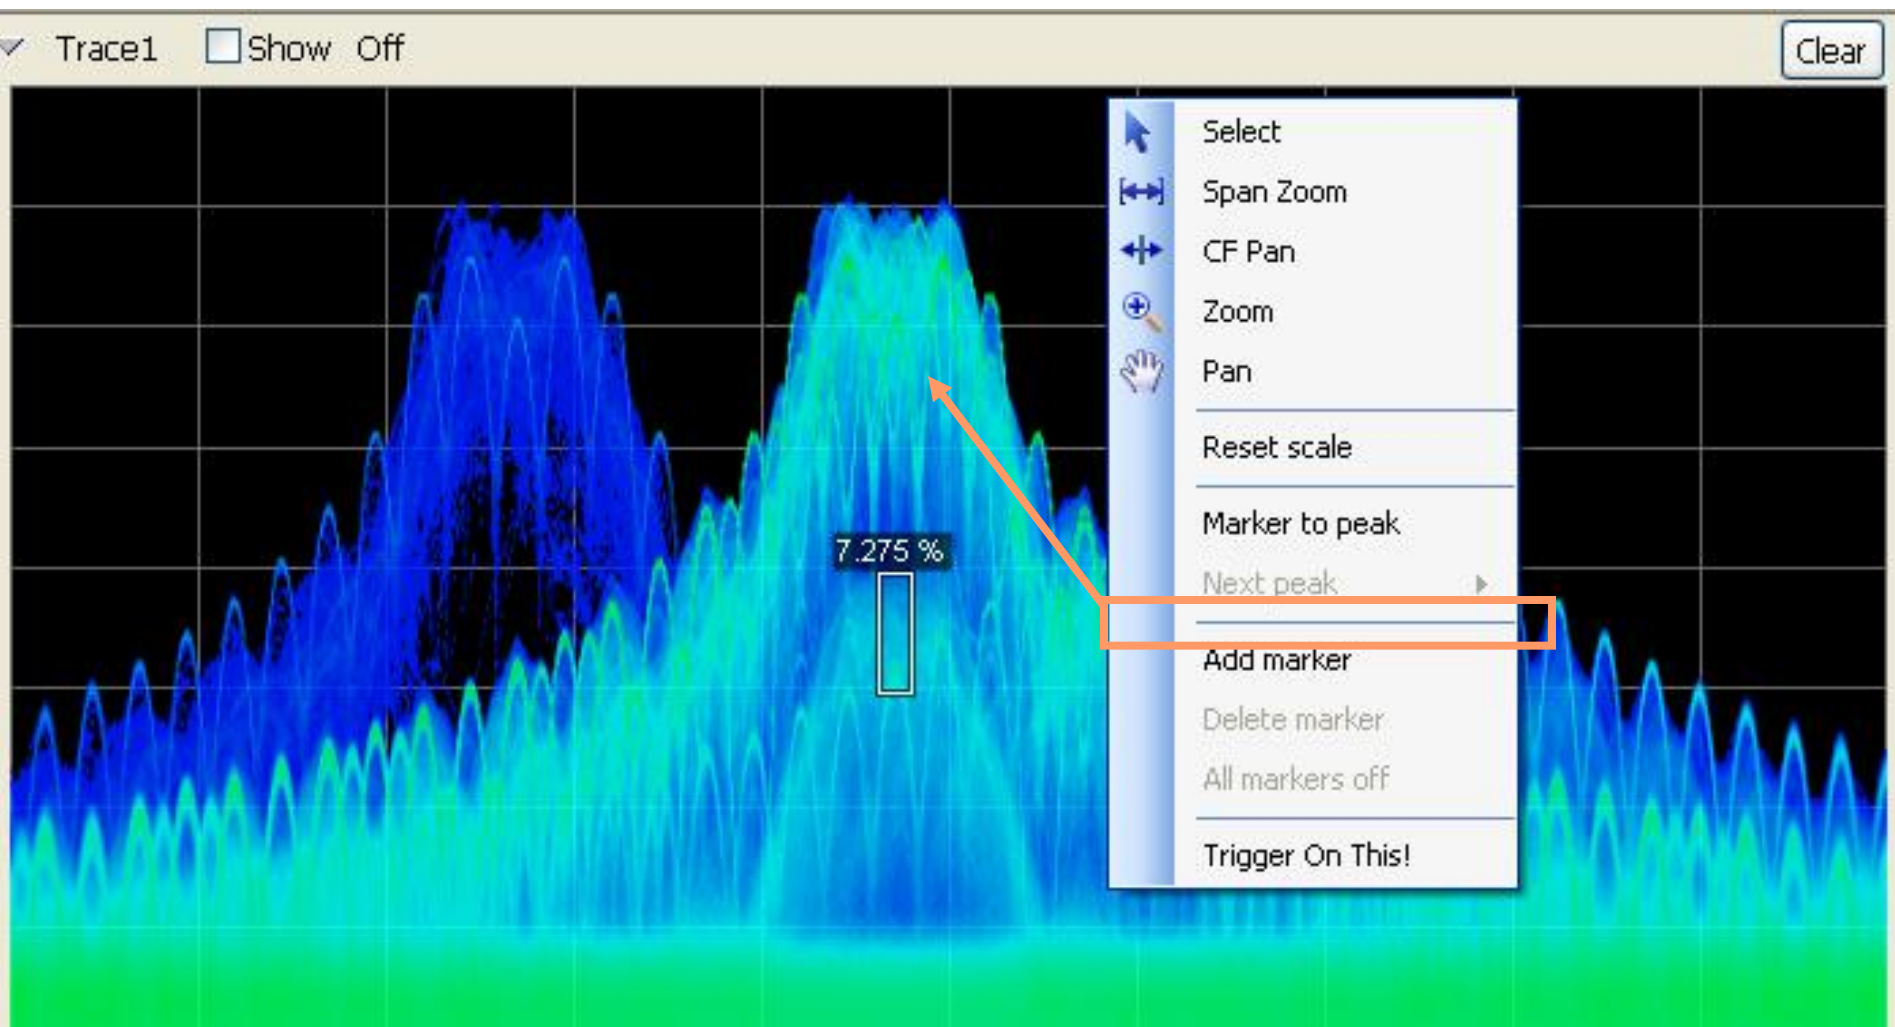 Trace1 Show Off Clear
Select
Span Zoom
CF Pan
Zoom
Pan
Reset scale
Marker to peak
Next peak
Add marker
Delete marker
All markers off
Trigger On This!
7.275 %